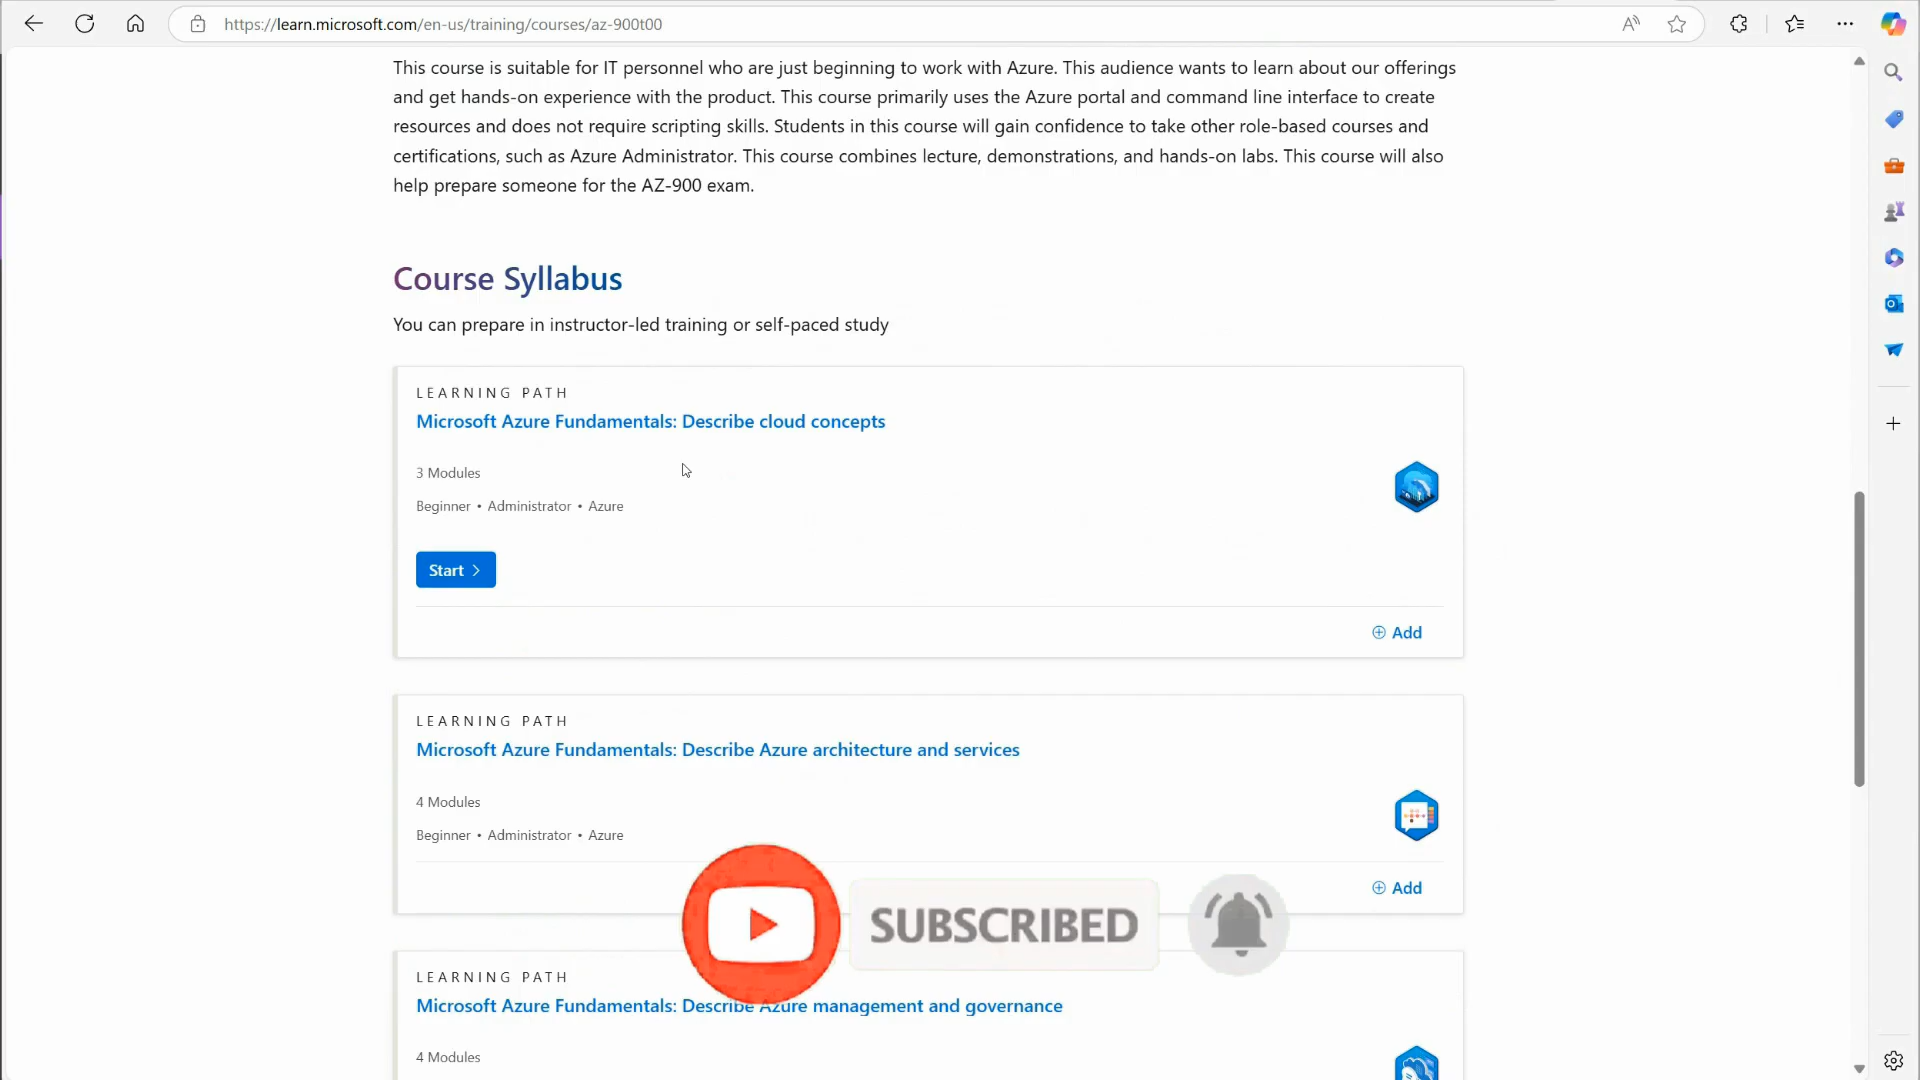 https://learn.microsoft.com/en-us/training/courses/az-900t00
This course is suitable for IT personnel who are just beginning to work with Azure. This audience wants to learn about our offerings
and get hands-on experience with the product. This course primarily uses the Azure portal and command line interface to create
resources and does not require scripting skills. Students in this course will gain confidence to take other role-based courses and
certifications, such as Azure Administrator. This course combines lecture, demonstrations, and hands-on labs. This course will also
help prepare someone for the AZ-900 exam.
Course Syllabus
You can prepare in instructor-led training or self-paced study
LEARNING PATH
Microsoft Azure Fundamentals: Describe cloud concepts
3 Modules
Beginner • Administrator • Azure
Start
Add
LEARNING PATH
Microsoft Azure Fundamentals: Describe Azure architecture and services
4 Modules
Beginner • Administrator • Azure
Add
SUBSCRIBED
LEARNING PATH
Microsoft Azure Fundamentals: Describe Azure management and governance
4 Modules